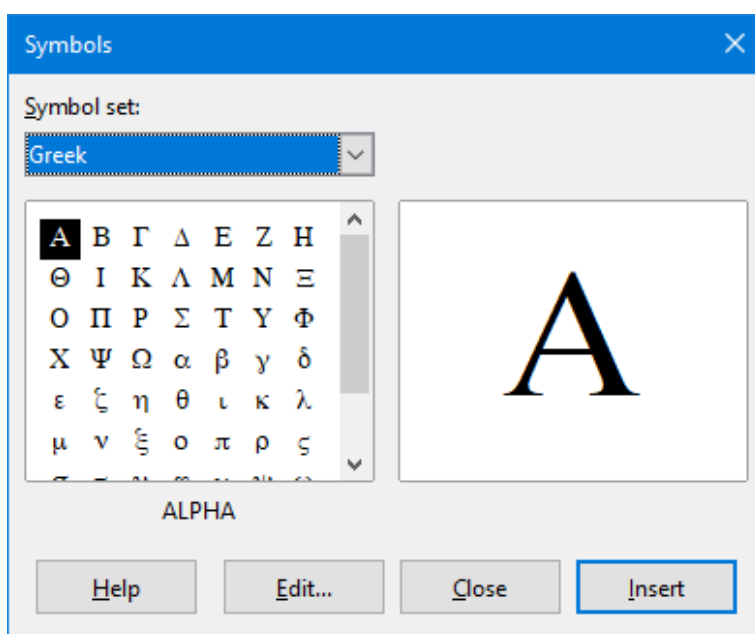 Symbols
Symbol set:
Greek
Α Β Γ Δ Ε Ζ Η
Θ Ι Κ Λ Μ Ν Ξ
Ο Π Ρ Σ Τ Υ Φ
Χ Ψ Ω α β γ δ
ε ζ η θ ι κ λ
μ ν ξ ο π ρ ς
Α
ALPHA
Help Edit... Close Insert